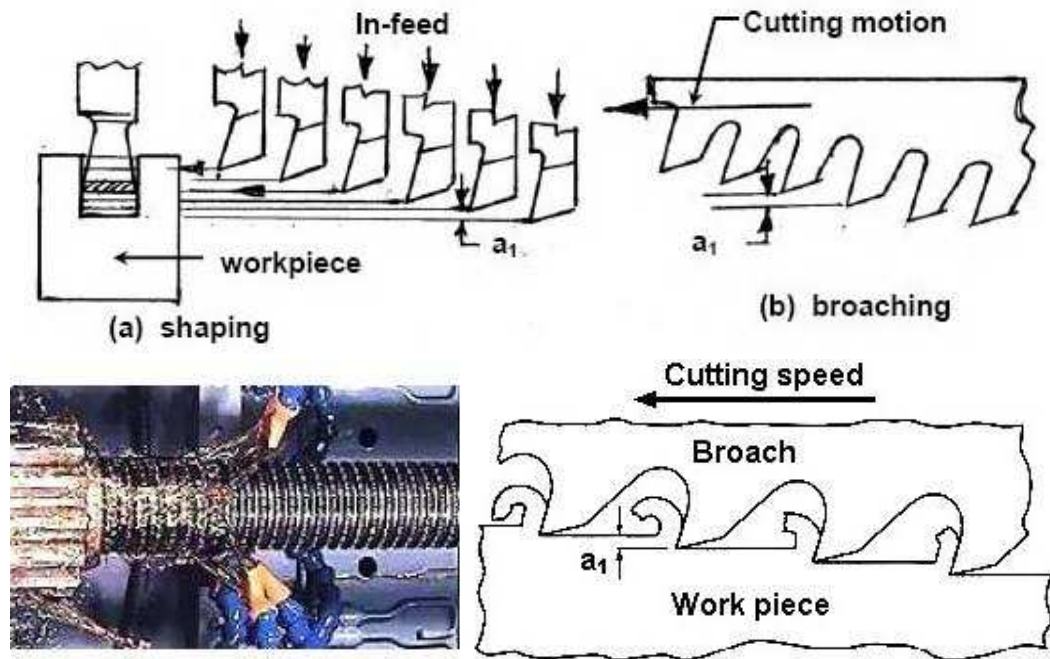 In-feed
Cutting motion
a1
workpiece
a1
(a) shaping
(b) broaching
Cutting speed
Broach
a1
Work piece